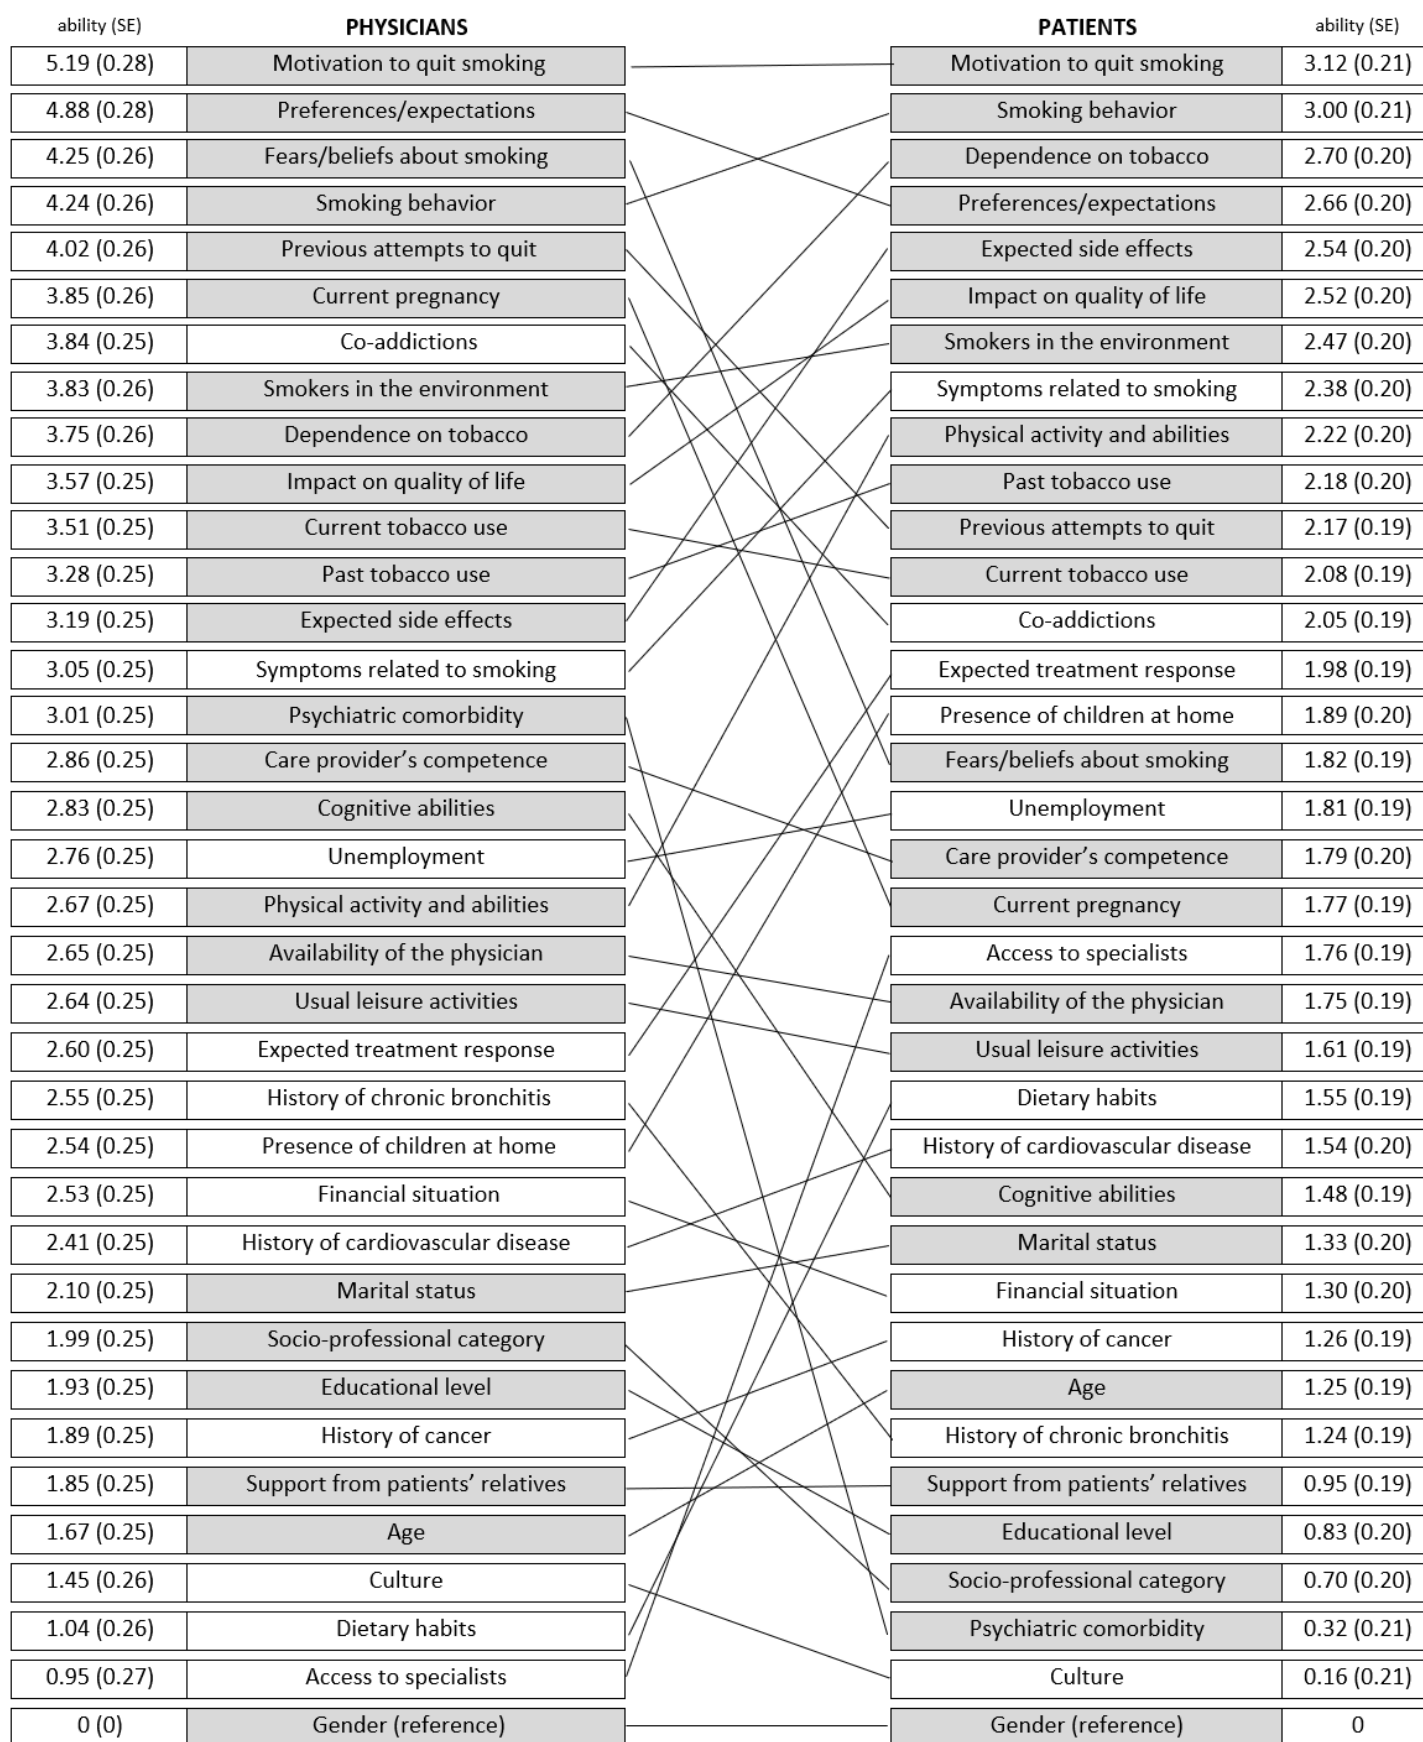 ability (SE) PHYSICIANS PATIENTS ability (SE)
5.19 (0.28) Motivation to quit smoking Motivation to quit smoking 3.12 (0.21)
4.88 (0.28) Preferences/expectations Smoking behavior 3.00 (0.21)
4.25 (0.26) Fears/beliefs about smoking Dependence on tobacco 2.70 (0.20)
4.24 (0.26) Smoking behavior Preferences/expectations 2.66 (0.20)
4.02 (0.26) Previous attempts to quit Expected side effects 2.54 (0.20)
3.85 (0.26) Current pregnancy Impact on quality of life 2.52 (0.20)
3.84 (0.25) Co-addictions Smokers in the environment 2.47 (0.20)
3.83 (0.26) Smokers in the environment Symptoms related to smoking 2.38 (0.20)
3.75 (0.26) Dependence on tobacco Physical activity and abilities 2.22 (0.20)
3.57 (0.25) Impact on quality of life Past tobacco use 2.18 (0.20)
3.51 (0.25) Current tobacco use Previous attempts to quit 2.17 (0.19)
3.28 (0.25) Past tobacco use Current tobacco use 2.08 (0.19)
3.19 (0.25) Expected side effects Co-addictions 2.05 (0.19)
3.05 (0.25) Symptoms related to smoking Expected treatment response 1.98 (0.19)
3.01 (0.25) Psychiatric comorbidity Presence of children at home 1.89 (0.20)
2.86 (0.25) Care provider’s competence Fears/beliefs about smoking 1.82 (0.19)
2.83 (0.25) Cognitive abilities Unemployment 1.81 (0.19)
2.76 (0.25) Unemployment Care provider’s competence 1.79 (0.20)
2.67 (0.25) Physical activity and abilities Current pregnancy 1.77 (0.19)
2.65 (0.25) Availability of the physician Access to specialists 1.76 (0.19)
2.64 (0.25) Usual leisure activities Availability of the physician 1.75 (0.19)
2.60 (0.25) Expected treatment response Usual leisure activities 1.61 (0.19)
2.55 (0.25) History of chronic bronchitis Dietary habits 1.55 (0.19)
2.54 (0.25) Presence of children at home History of cardiovascular disease 1.54 (0.20)
2.53 (0.25) Financial situation Cognitive abilities 1.48 (0.19)
2.41 (0.25) History of cardiovascular disease Marital status 1.33 (0.20)
2.10 (0.25) Marital status Financial situation 1.30 (0.20)
1.99 (0.25) Socio-professional category History of cancer 1.26 (0.19)
1.93 (0.25) Educational level Age 1.25 (0.19)
1.89 (0.25) History of cancer History of chronic bronchitis 1.24 (0.19)
1.85 (0.25) Support from patients’ relatives Support from patients’ relatives 0.95 (0.19)
1.67 (0.25) Age Educational level 0.83 (0.20)
1.45 (0.26) Culture Socio-professional category 0.70 (0.20)
1.04 (0.26) Dietary habits Psychiatric comorbidity 0.32 (0.21)
0.95 (0.27) Access to specialists Culture 0.16 (0.21)
0 (0) Gender (reference) Gender (reference) 0